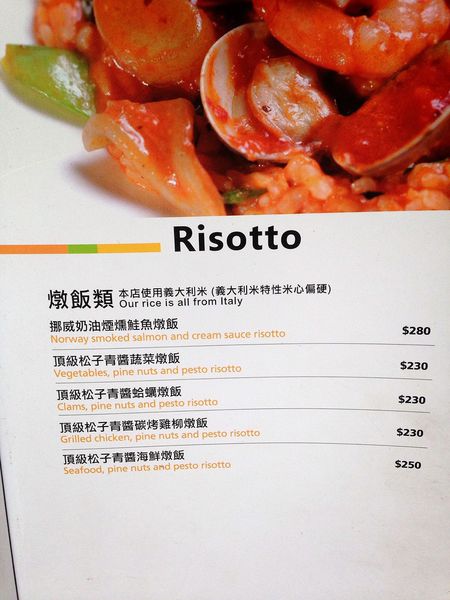 Risotto
燉飯類 本店使用義大利米 (義大利米特性米心偏硬)
Our rice is all from Italy
挪威奶油煙燻鮭魚燉飯
Norway smoked salmon and cream sauce risotto $280
頂級松子青醬蔬菜燉飯
Vegetables, pine nuts and pesto risotto $230
頂級松子青醬蛤蠣燉飯
Clams, pine nuts and pesto risotto $230
頂級松子青醬碳烤雞柳燉飯
Grilled chicken, pine nuts and pesto risotto $230
頂級松子青醬海鮮燉飯
Seafood, pine nuts and pesto risotto $250